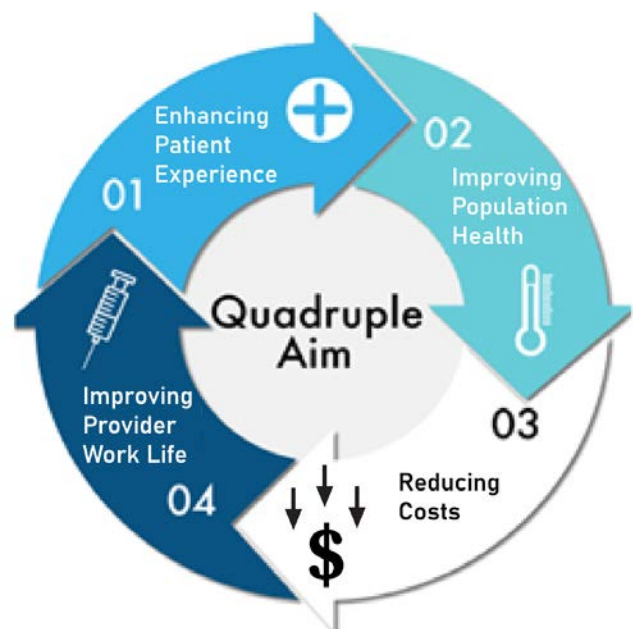 01
Enhancing
Patient
Experience
02
Improving
Population
Health
Quadruple
Aim
03
Reducing
Costs
$
04
Improving
Provider
Work Life